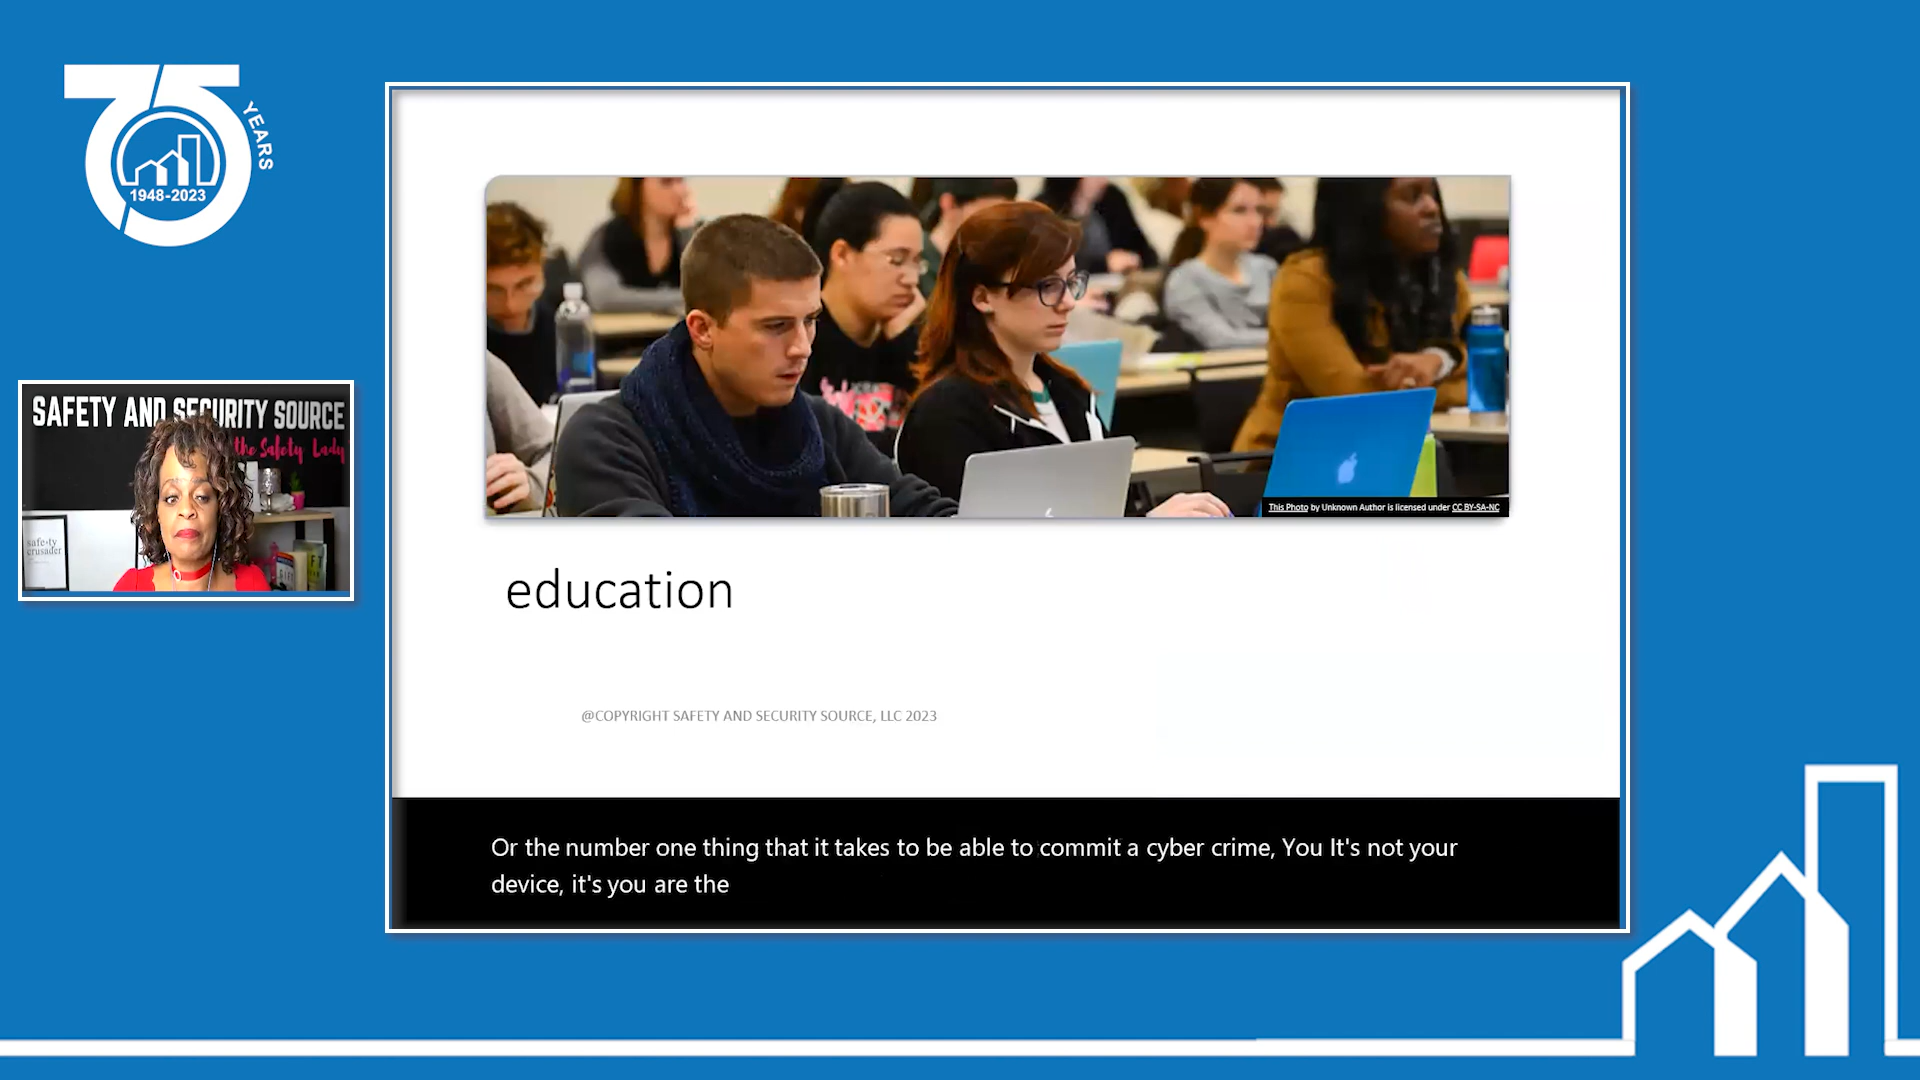 75
YEARS
1948-2023
SAFETY AND SECURITY SOURCE
the Safety Lady
safe•ty
crusader
This Photo by Unknown Author is licensed under CC BY-SA-NC
education
@COPYRIGHT SAFETY AND SECURITY SOURCE, LLC 2023
Or the number one thing that it takes to be able to commit a cyber crime, You It's not your
device, it's you are the